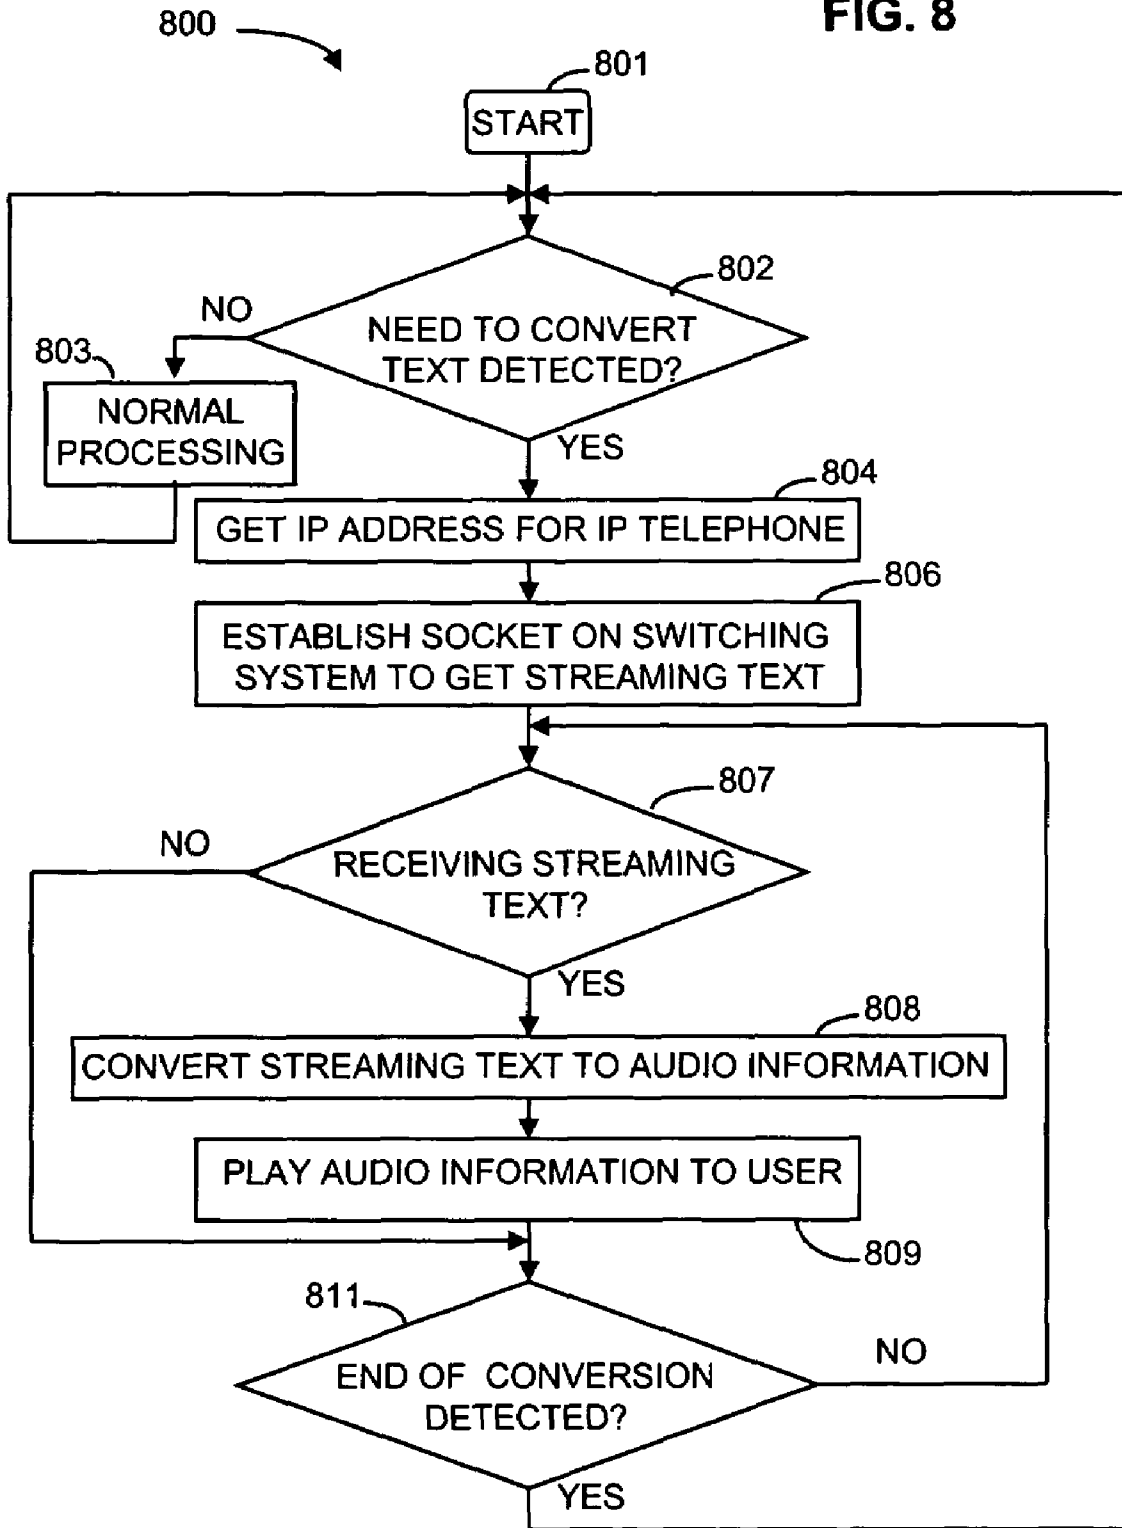 FIG. 8
800
801
START
802
NEED TO CONVERT
TEXT DETECTED?
NO
803
NORMAL
PROCESSING
YES
804
GET IP ADDRESS FOR IP TELEPHONE
806
ESTABLISH SOCKET ON SWITCHING
SYSTEM TO GET STREAMING TEXT
807
NO
RECEIVING STREAMING
TEXT?
YES
808
CONVERT STREAMING TEXT TO AUDIO INFORMATION
PLAY AUDIO INFORMATION TO USER
809
811
END OF CONVERSION
DETECTED?
NO
YES